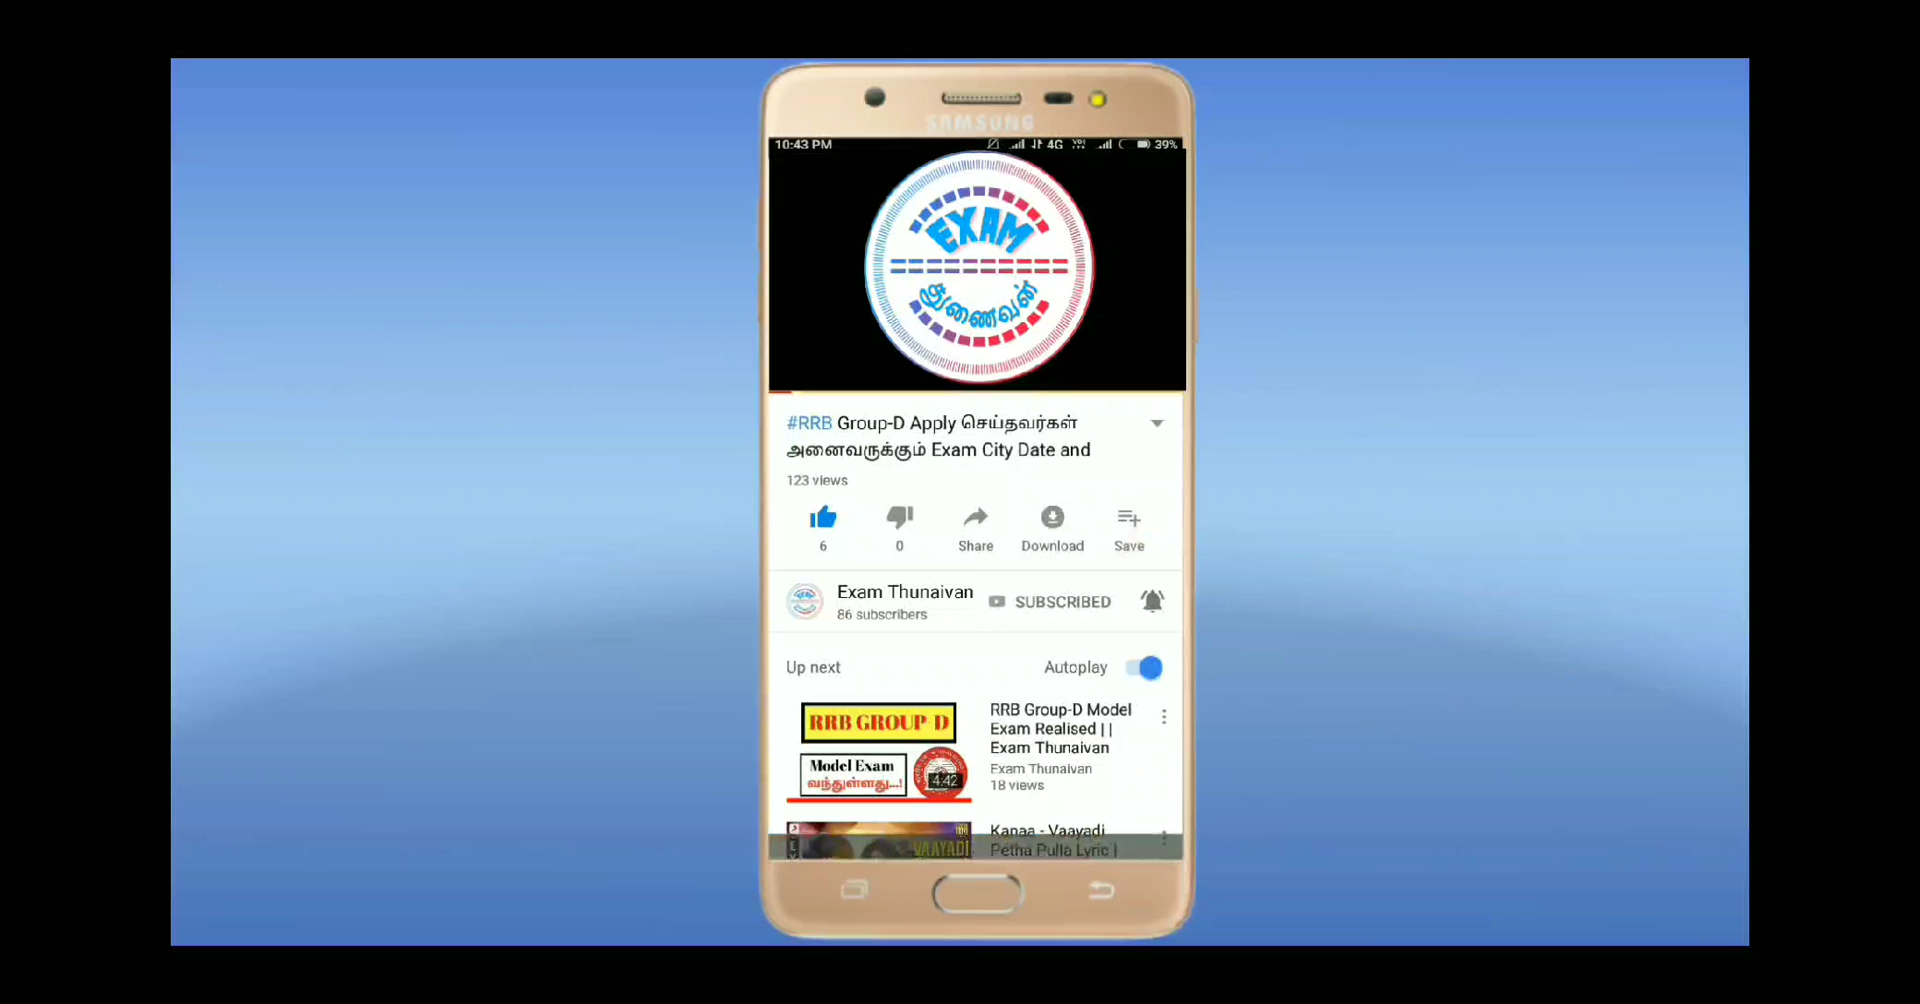 SAMSUNG
10:43 PM 4G 39%
EXAM
துணைவன்
#RRB Group-D Apply செய்தவர்கள்
அனைவருக்கும் Exam City Date and
123 views
6 0 Share Download Save
Exam Thunaivan
86 subscribers
SUBSCRIBED
Up next Autoplay
RRB GROUP D
Model Exam
வந்துள்ளது...!
4:42
RRB Group-D Model
Exam Realised ||
Exam Thunaivan
Exam Thunaivan
18 views
VAAYADI
Kanaa - Vaayadi
Petha Pulla Lyric |